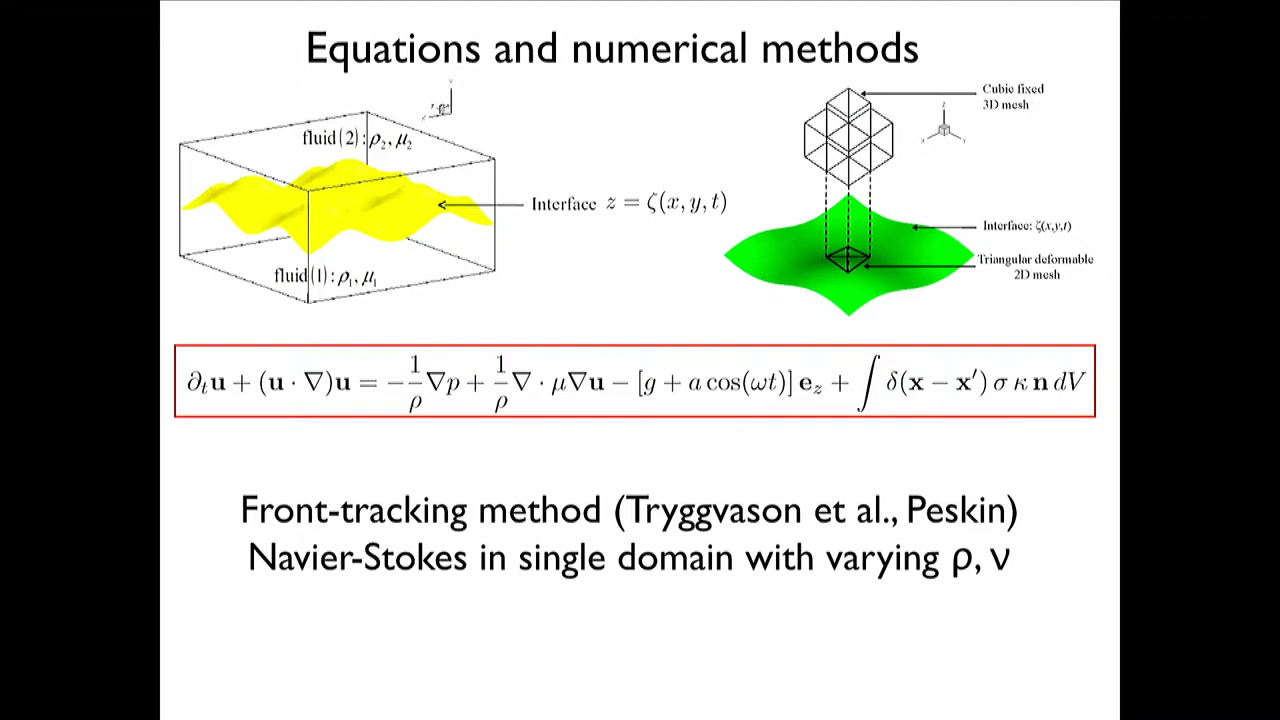 Equations and numerical methods
fluid(2): ρ₂, μ₂
Interface z = ζ(x, y, t)
fluid(1): ρ₁, μ₁
Cubic fixed
3D mesh
Z
X
Y
Interface: ζ(x,y,t)
Triangular deformable
2D mesh
∂ₜu + (u · ∇)u = −1/ρ ∇p + 1/ρ ∇ · μ∇u − [g + a cos(ωt)] e_z + ∫ δ(x − x′) σ κ n dV
Front-tracking method (Tryggvason et al., Peskin)
Navier-Stokes in single domain with varying ρ, ν